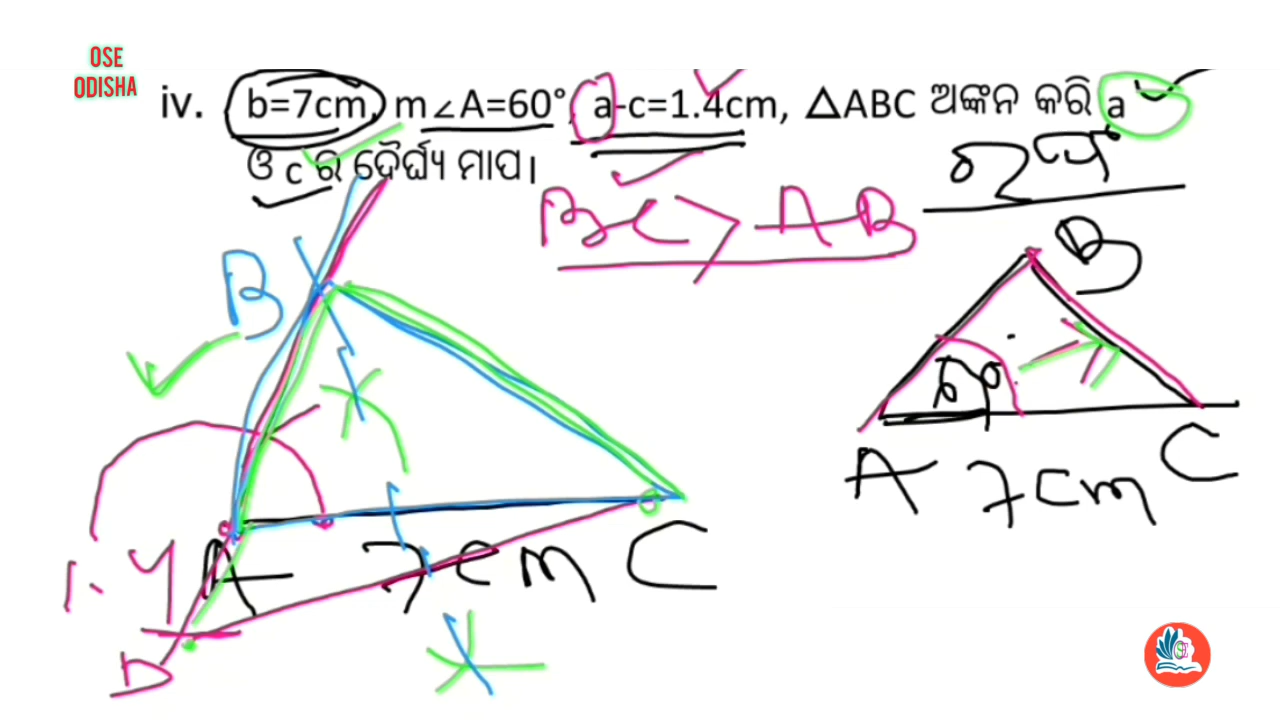 OSE
ODISHA
iv. b=7cm, m∠A=60°, a-c=1.4cm, △ABC ଅଙ୍କନ କରି a
ଓ c ର ଦୈର୍ଘ୍ୟ ମାପ।
BC > AB
B
B
A 7cm C
1.4 A 7cm C
D